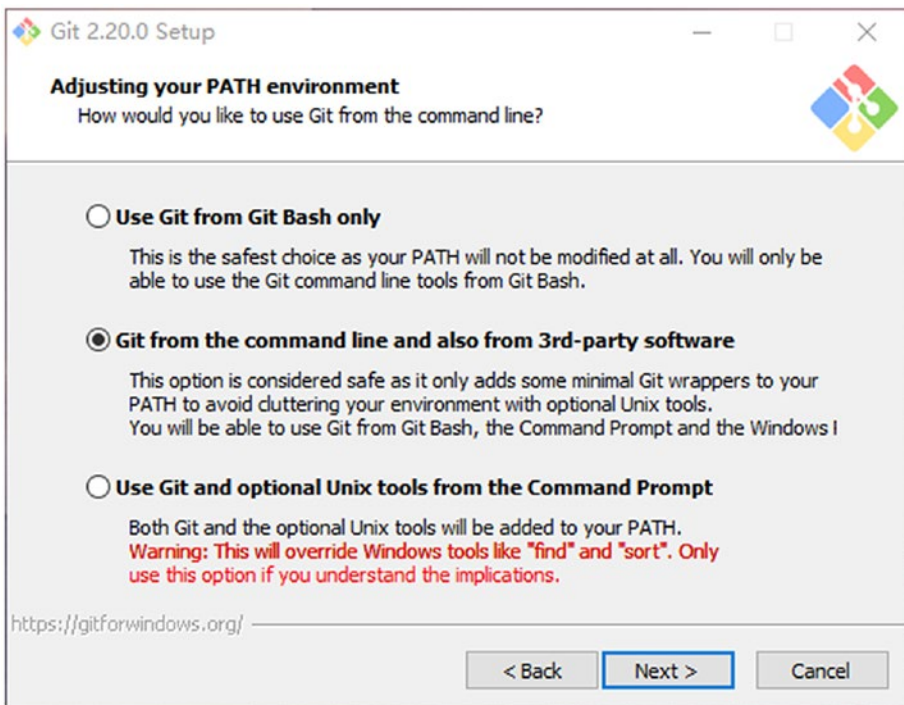 Git 2.20.0 Setup
Adjusting your PATH environment
How would you like to use Git from the command line?
Use Git from Git Bash only
This is the safest choice as your PATH will not be modified at all. You will only be
able to use the Git command line tools from Git Bash.
Git from the command line and also from 3rd-party software
This option is considered safe as it only adds some minimal Git wrappers to your
PATH to avoid cluttering your environment with optional Unix tools.
You will be able to use Git from Git Bash, the Command Prompt and the Windows
Use Git and optional Unix tools from the Command Prompt
Both Git and the optional Unix tools will be added to your PATH.
Warning: This will override Windows tools like "find" and "sort". Only
use this option if you understand the implications.
https://gitforwindows.org/
< Back
Next >
Cancel